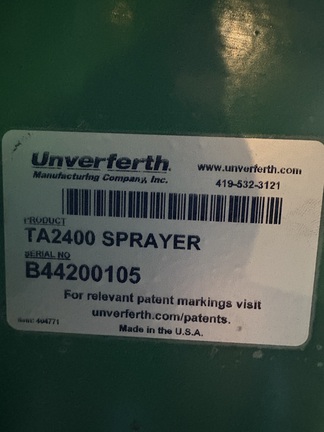 Unverferth
Manufacturing Company, Inc.
www.unverferth.com
419-532-3121
PRODUCT
TA2400 SPRAYER
SERIAL NO
B44200105
For relevant patent markings visit
unverferth.com/patents.
Made in the U.S.A.